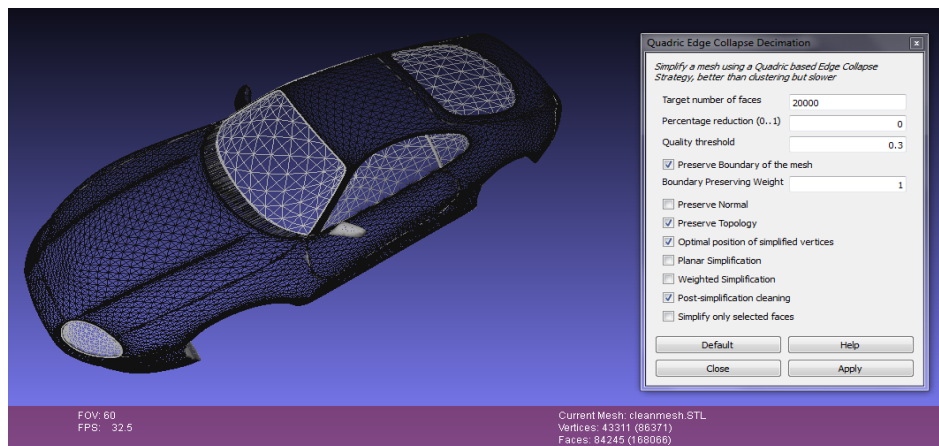 Quadric Edge Collapse Decimation
Simplify a mesh using a Quadric based Edge Collapse
Strategy, better than clustering but slower
Target number of faces 20000
Percentage reduction (0..1) 0
Quality threshold 0.3
Preserve Boundary of the mesh
Boundary Preserving Weight 1
Preserve Normal
Preserve Topology
Optimal position of simplified vertices
Planar Simplification
Weighted Simplification
Post-simplification cleaning
Simplify only selected faces
Default Help
Close Apply
FOV: 60
FPS: 32.5
Current Mesh: cleanmesh.STL
Vertices: 43311 (86371)
Faces: 84245 (168066)